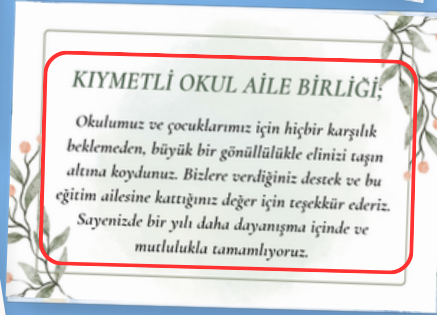 KIYMETLİ OKUL AİLE BİRLİĞİ;
Okulumuz ve çocuklarımız için hiçbir karşılık
beklemeden, büyük bir gönüllülükle elinizi taşın
altına koydunuz. Bizlere verdiğiniz destek ve bu
eğitim ailesine kattığınız değer için teşekkür ederiz.
Sayenizde bir yılı daha dayanışma içinde ve
mutlulukla tamamlıyoruz.